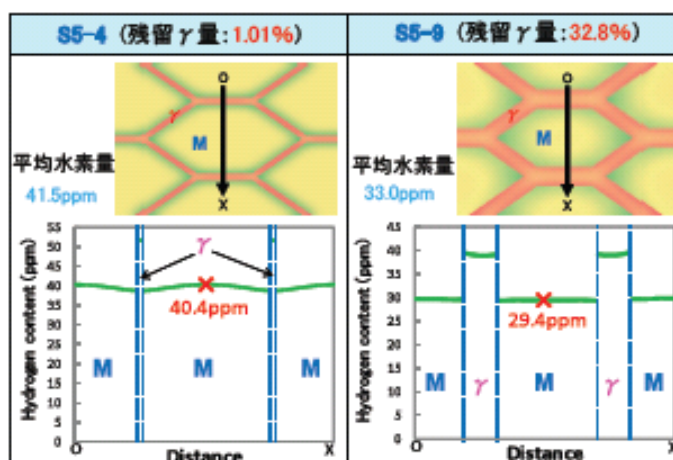 S5-4 (残留γ量:1.01%)
S5-9 (残留γ量:32.8%)
O
γ
M
X
平均水素量
41.5ppm
O
γ
M
X
平均水素量
33.0ppm
Hydrogen content (ppm)
55
50
45
40
35
30
25
20
15
10
5
0
γ
40.4ppm
M
M
M
O
Distance
X
Hydrogen content (ppm)
45
40
35
30
25
20
15
10
5
0
29.4ppm
M
γ
M
γ
M
O
Distance
X